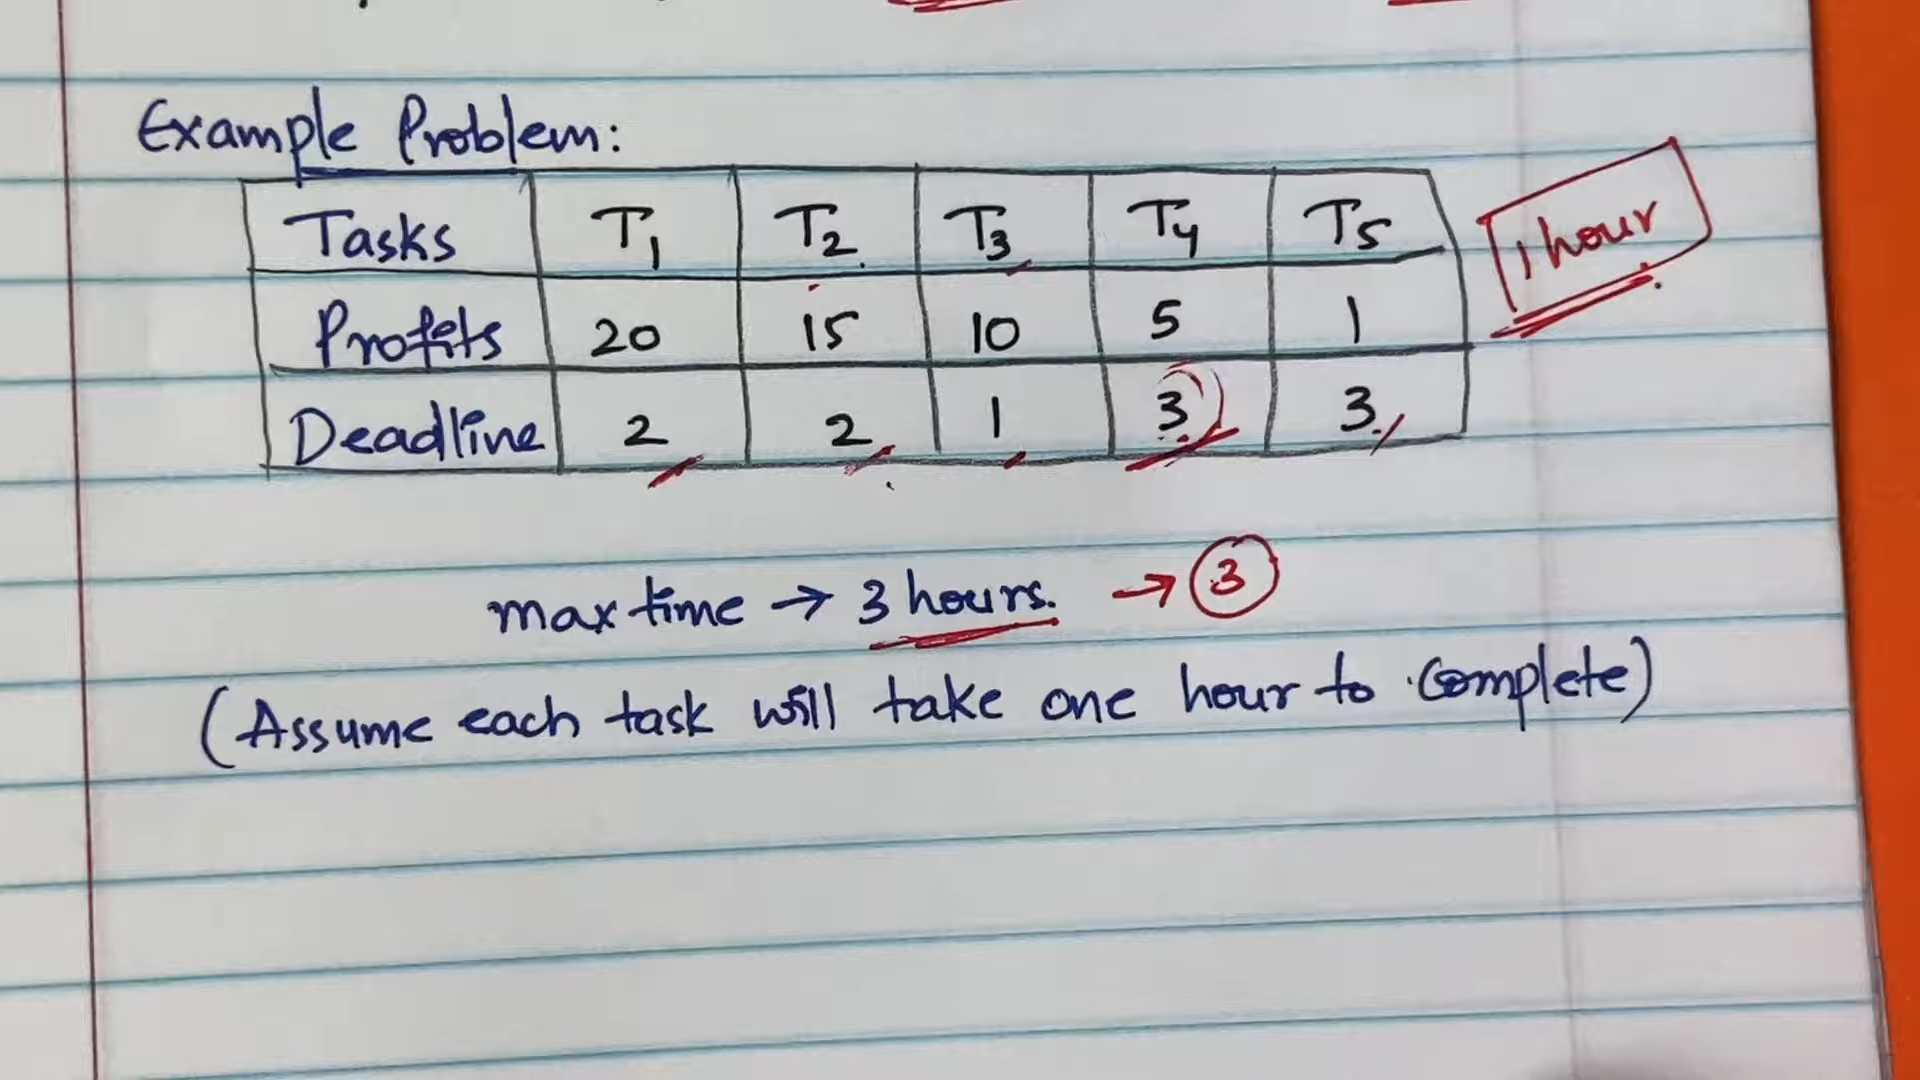 Example Problem:
Tasks T1 T2 T3 T4 T5
Profits 20 15 10 5 1
Deadline 2 2 1 3 3
1 hour
max time → 3 hours. → 3
(Assume each task will take one hour to complete)